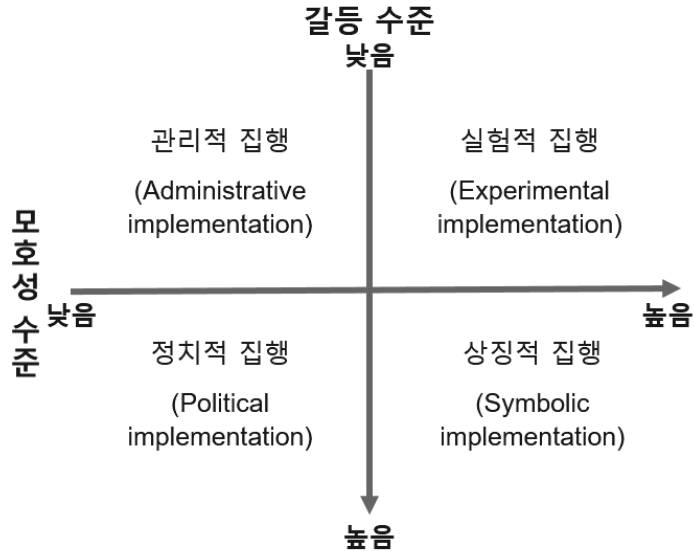 갈등 수준
낮음
관리적 집행
(Administrative
implementation)
실험적 집행
(Experimental
implementation)
모호성 수준
낮음
높음
정치적 집행
(Political
implementation)
상징적 집행
(Symbolic
implementation)
높음